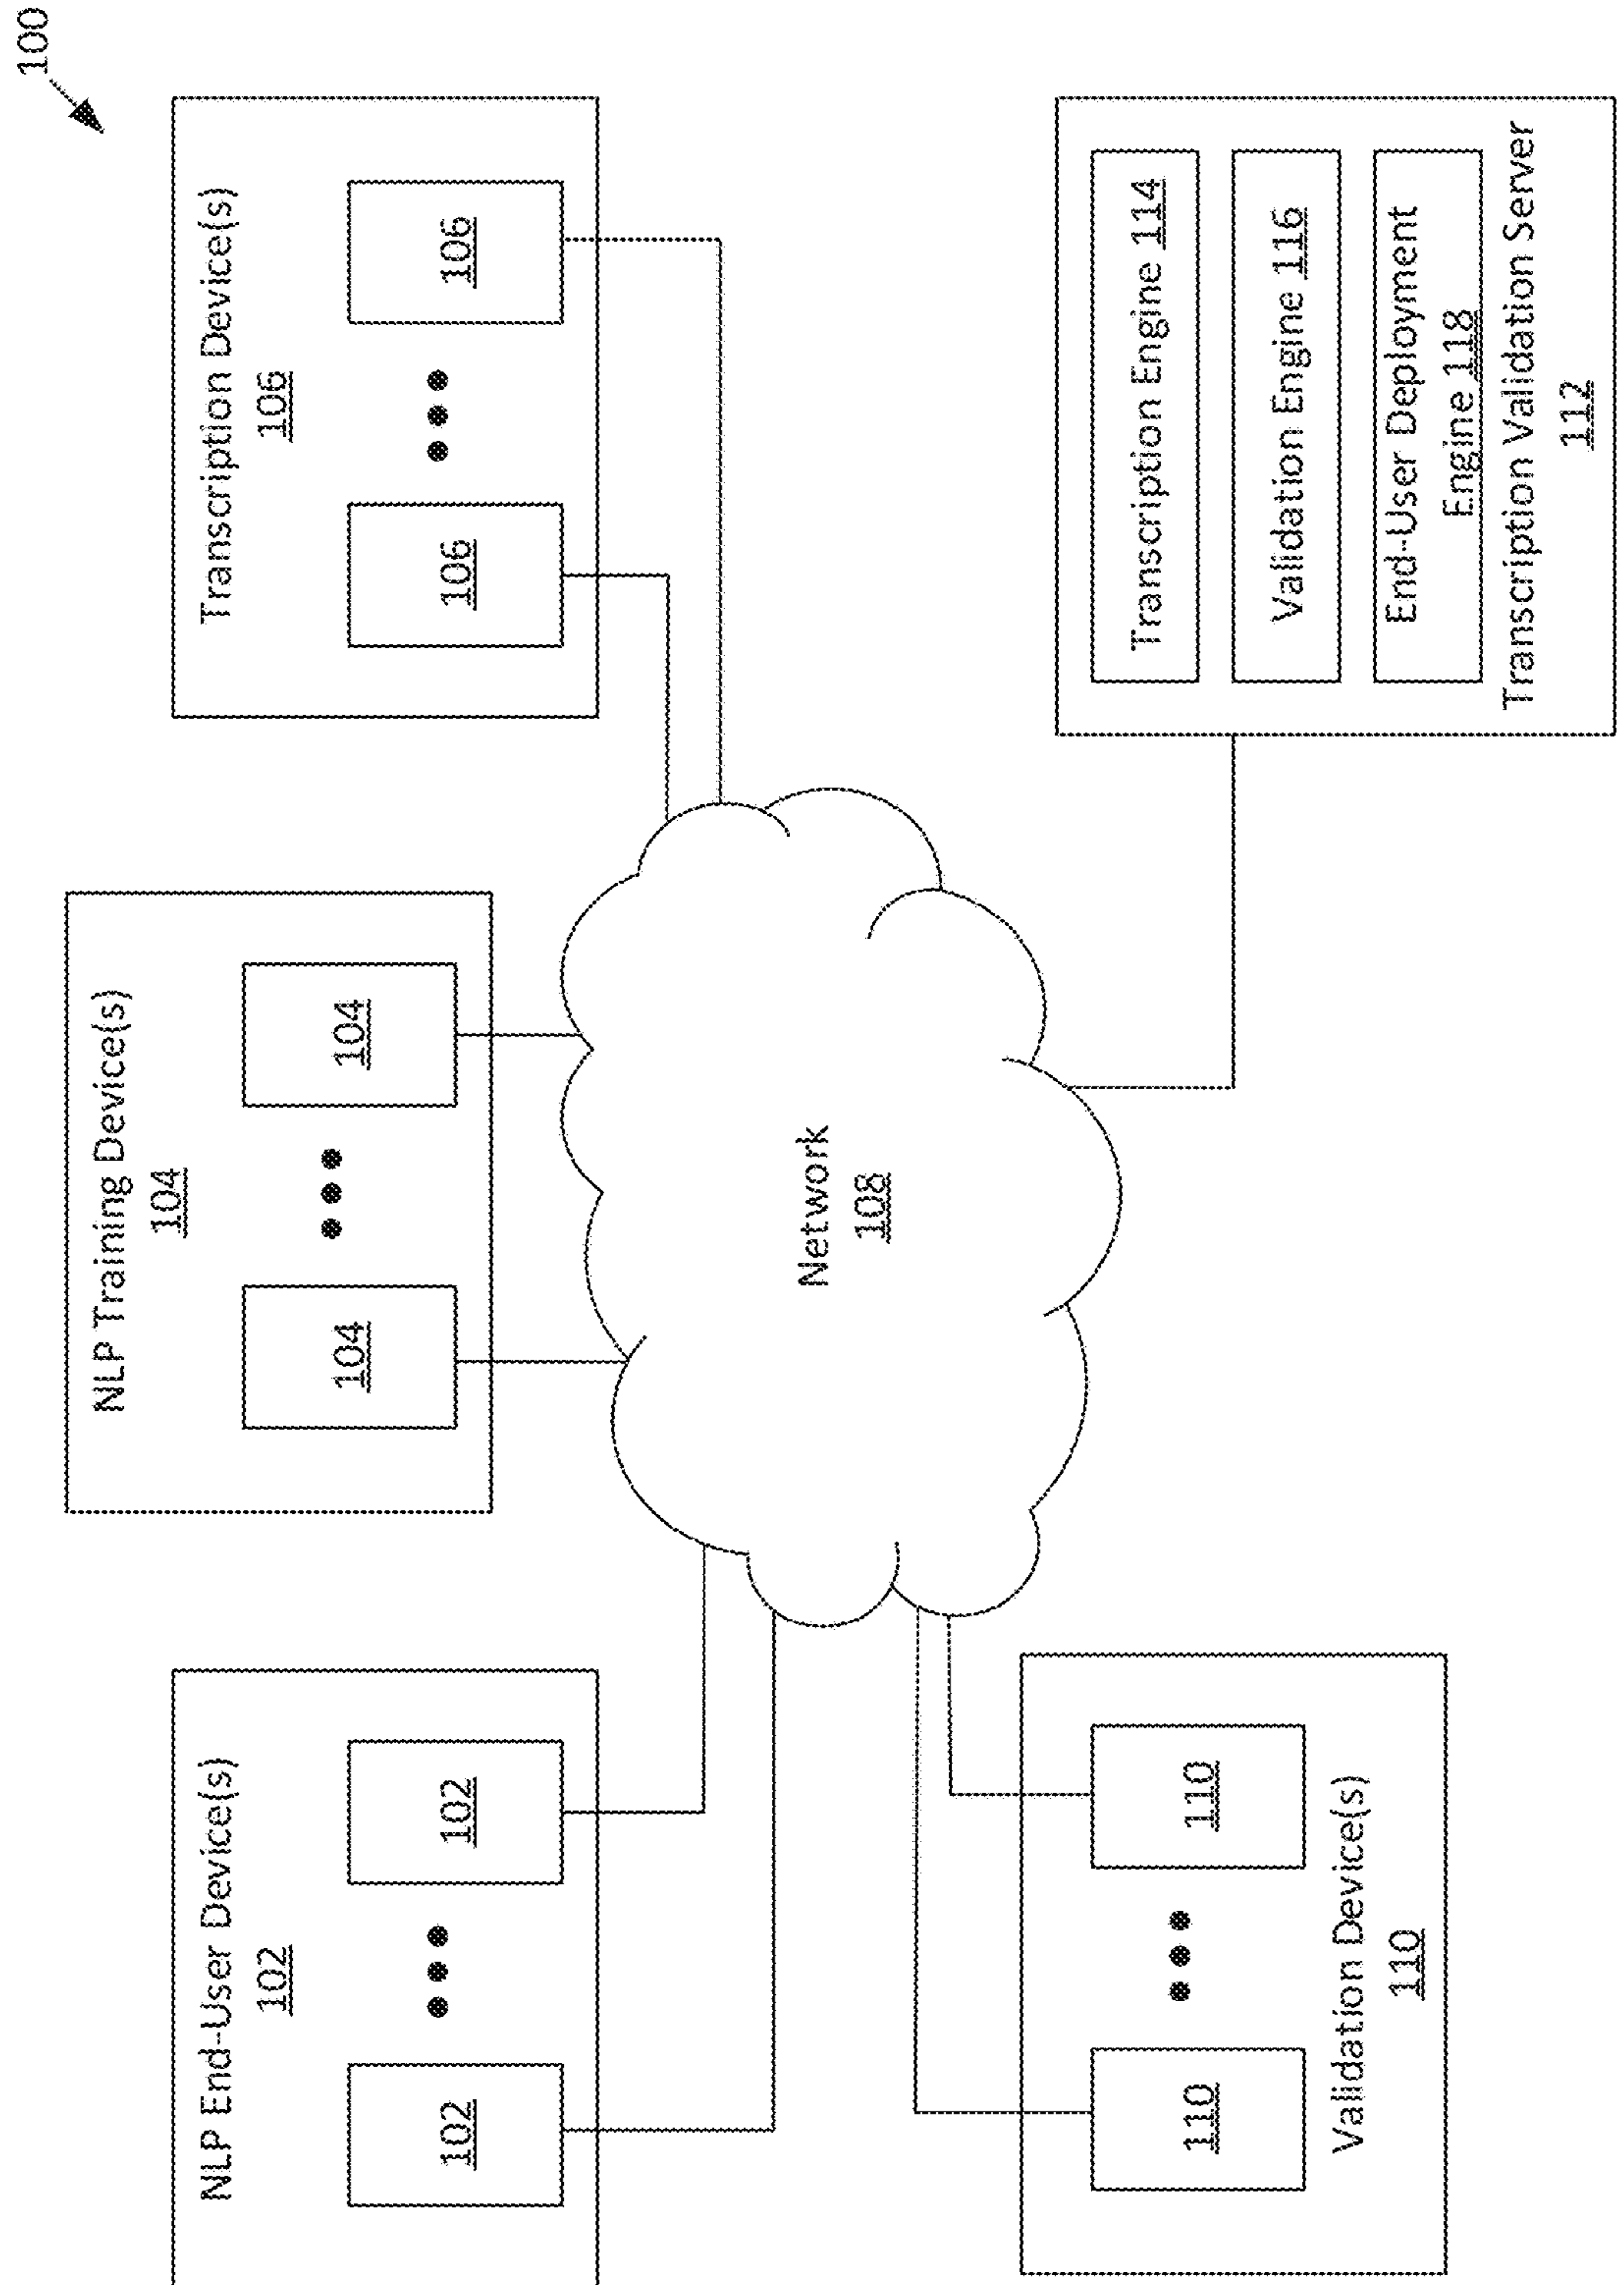 100
NLP End-User Device(s)
102
102
102
NLP Training Device(s)
104
104
104
Transcription Device(s)
106
106
106
Network
108
110
110
Validation Device(s)
110
Transcription Engine 114
Validation Engine 116
End-User Deployment
Engine 118
Transcription Validation Server
112